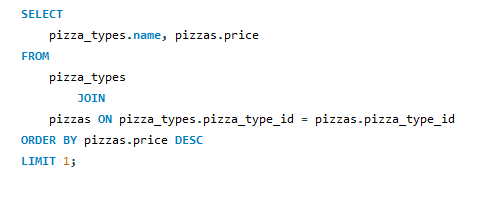 SELECT
pizza_types.name, pizzas.price
FROM
pizza_types
JOIN
pizzas ON pizza_types.pizza_type_id = pizzas.pizza_type_id
ORDER BY pizzas.price DESC
LIMIT 1;